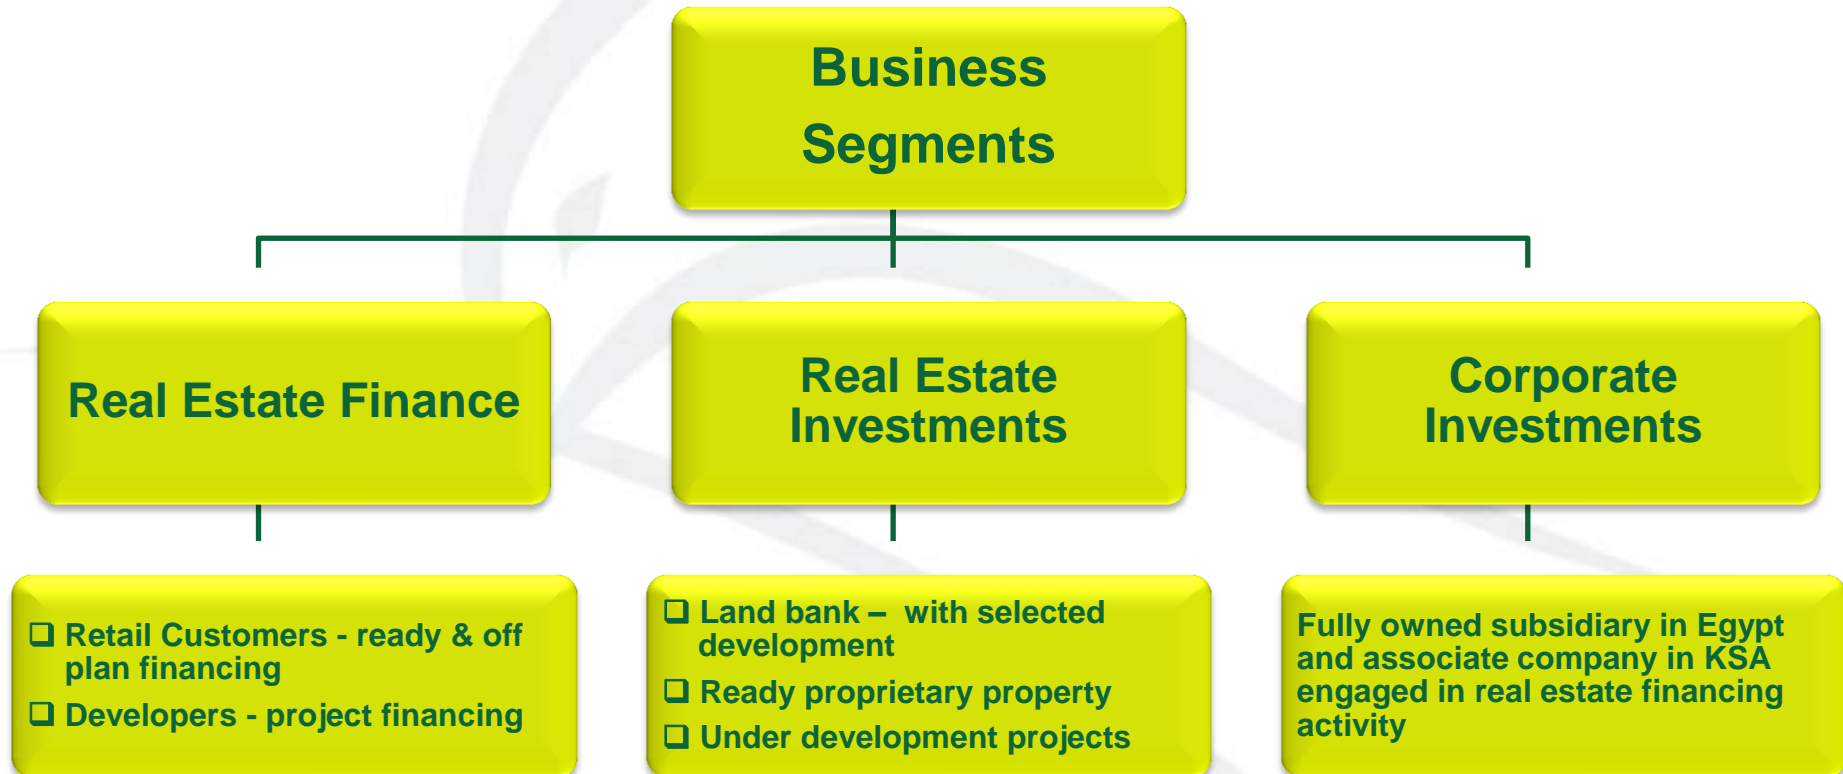 Business
Segments
Real Estate Finance
Real Estate
Investments
Corporate
Investments
❑ Retail Customers - ready & off
plan financing
❑ Developers - project financing
❑ Land bank – with selected
development
❑ Ready proprietary property
❑ Under development projects
Fully owned subsidiary in Egypt
and associate company in KSA
engaged in real estate financing
activity